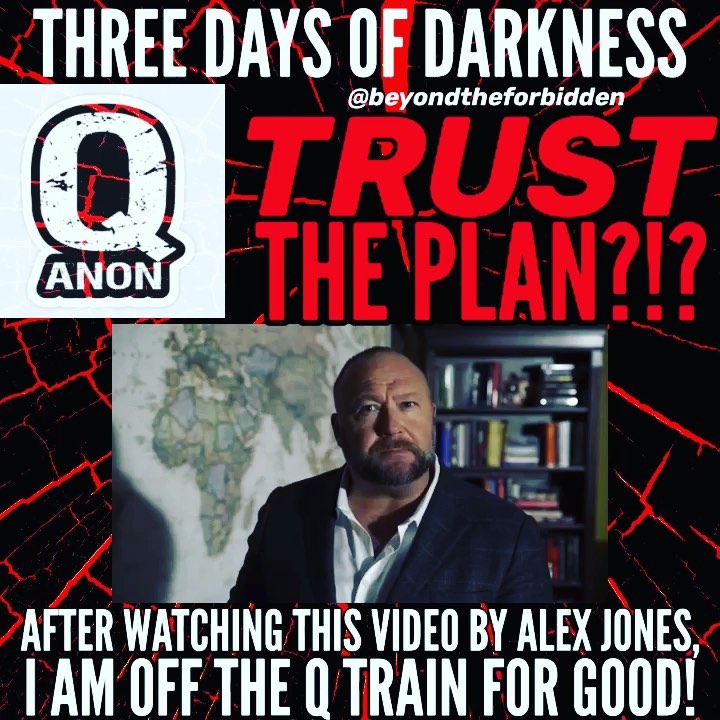 THREE DAYS OF DARKNESS
@beyondtheforbidden
Q
ANON
TRUST
THE PLAN?!?
AFTER WATCHING THIS VIDEO BY ALEX JONES,
I AM OFF THE Q TRAIN FOR GOOD!